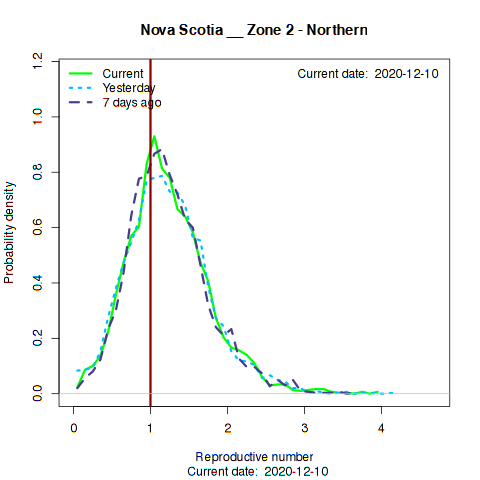 Nova Scotia __ Zone 2 - Northern
Current
Yesterday
7 days ago
Current date:  2020-12-10
Probability density
0.0 0.2 0.4 0.6 0.8 1.0 1.2
0 1 2 3 4
Reproductive number
Current date:  2020-12-10